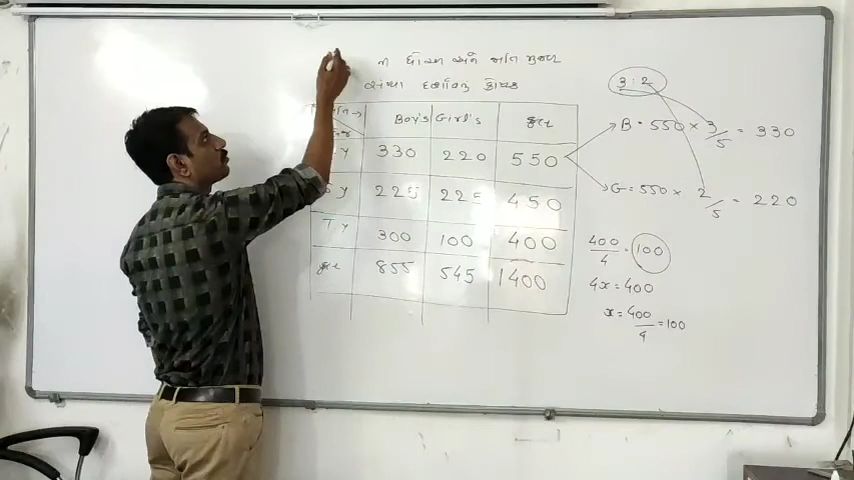 ના ધોરણ અને જાતિ મુજબ
સંખ્યા દર્શાવતું કોષ્ટક
3:2
Boy's Girl's કુલ
Y 330 220 550
B = 550 × 3/5 = 330
G = 550 × 2/5 = 220
S Y 225 225 450
T Y 300 100 400
કુલ 855 545 1400
400/4 = 100
4x = 400
x = 400/4 = 100